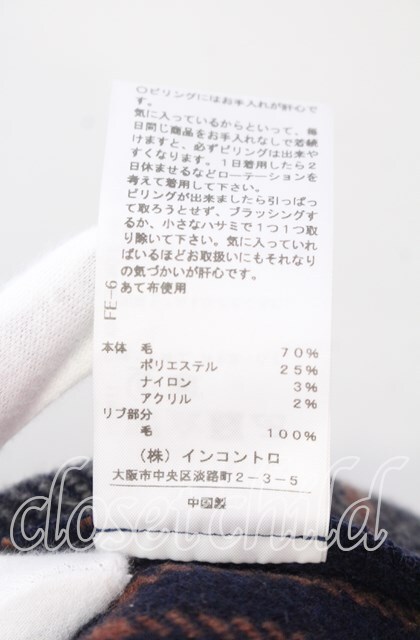 ○ピリングにはお手入れが肝心で
す。
気に入っているからといって、毎
日同じ商品をお手入れなしで着続
けますと、必ずピリングは出来や
すくなります。1日着用したら2
日休ませるなどローテーションを
考えて着用して下さい。
ピリングが出来ましたら引っぱっ
て取ろうとせず、ブラッシングす
るか、小さなハサミで1つ1つ取
り除いて下さい。気に入っていれ
ばいるほどお取扱いにもそれなり
の気づかいが肝心です。
あて布使用
FE-6
本体 毛 70%
ポリエステル 25%
ナイロン 3%
アクリル 2%
リブ部分
毛 100%
(株)インコントロ
大阪市中央区淡路町2-3-5
中国製
closetchild